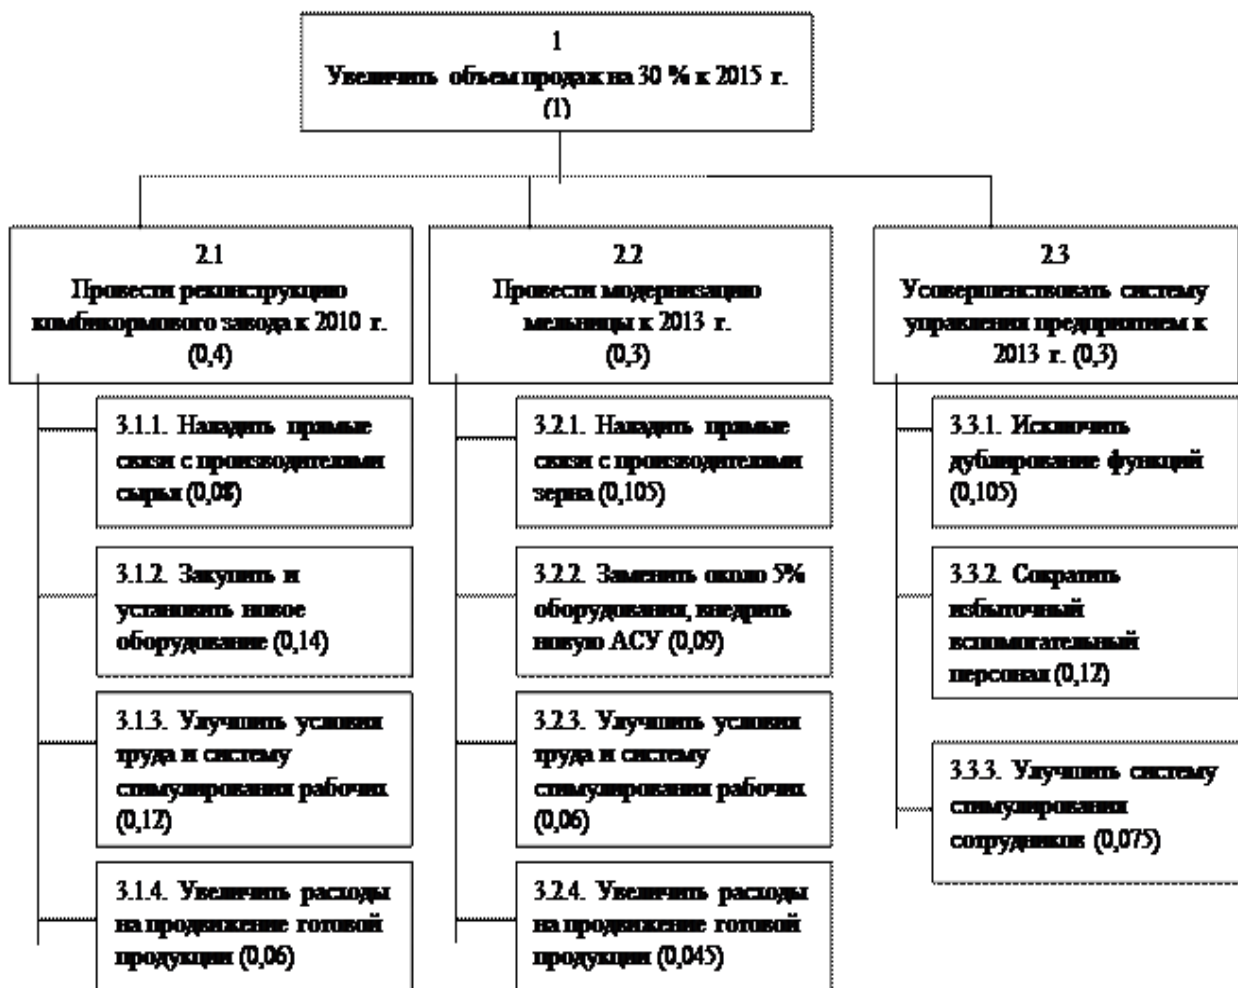 1
Увеличить объем продаж на 30 % к 2015 г.
(1)
2.1
Провести реконструкцию
комбикормового завода к 2010 г.
(0,4)
3.1.1. Наладить прямые
связи с производителями
сырья (0,08)
3.1.2. Закупить и
установить новое
оборудование (0,14)
3.1.3. Улучшить условия
труда и систему
стимулирования рабочих
(0,12)
3.1.4. Увеличить расходы
на продвижение готовой
продукции (0,06)
2.2
Провести модернизацию
мельницы к 2013 г.
(0,3)
3.2.1. Наладить прямые
связи с производителями
зерна (0,105)
3.2.2. Заменить около 5%
оборудования, внедрить
новую АСУ (0,09)
3.2.3. Улучшить условия
труда и систему
стимулирования рабочих
(0,06)
3.2.4. Увеличить расходы
на продвижение готовой
продукции (0,045)
2.3
Усовершенствовать систему
управления предприятием к
2013 г. (0,3)
3.3.1. Исключить
дублирование функций
(0,105)
3.3.2. Сократить
избыточный
вспомогательный
персонал (0,12)
3.3.3. Улучшить систему
стимулирования
сотрудников (0,075)